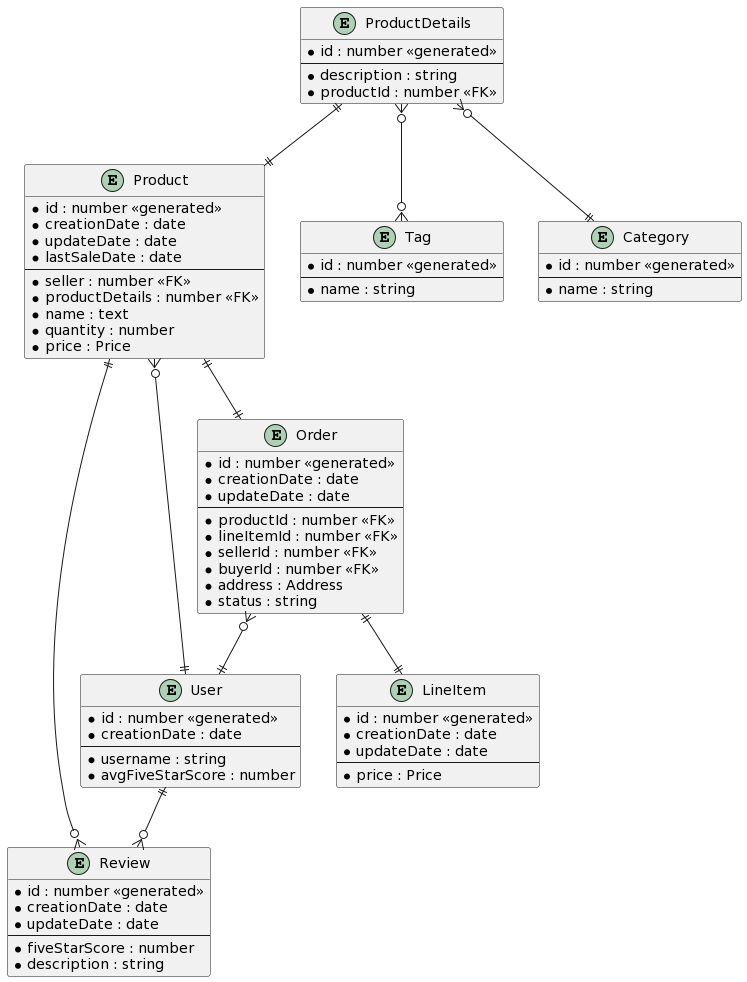 E ProductDetails
* id : number «generated»
* description : string
* productId : number «FK»
E Product
* id : number «generated»
* creationDate : date
* updateDate : date
* lastSaleDate : date
* seller : number «FK»
* productDetails : number «FK»
* name : text
* quantity : number
* price : Price
E Tag
* id : number «generated»
* name : string
E Category
* id : number «generated»
* name : string
E Order
* id : number «generated»
* creationDate : date
* updateDate : date
* productId : number «FK»
* lineItemId : number «FK»
* sellerId : number «FK»
* buyerId : number «FK»
* address : Address
* status : string
E User
* id : number «generated»
* creationDate : date
* username : string
* avgFiveStarScore : number
E LineItem
* id : number «generated»
* creationDate : date
* updateDate : date
* price : Price
E Review
* id : number «generated»
* creationDate : date
* updateDate : date
* fiveStarScore : number
* description : string